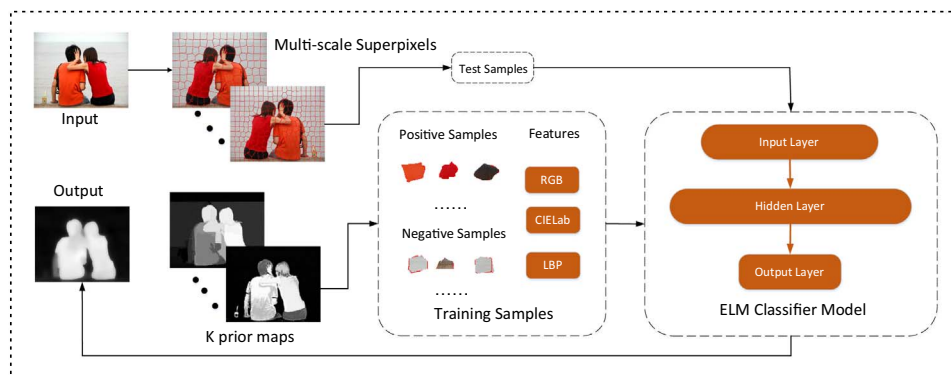 Multi-scale Superpixels
Test Samples
Input
Positive Samples
Features
Input Layer
RGB
Output
......
Hidden Layer
CIELab
Negative Samples
LBP
Output Layer
......
K prior maps
Training Samples
ELM Classifier Model